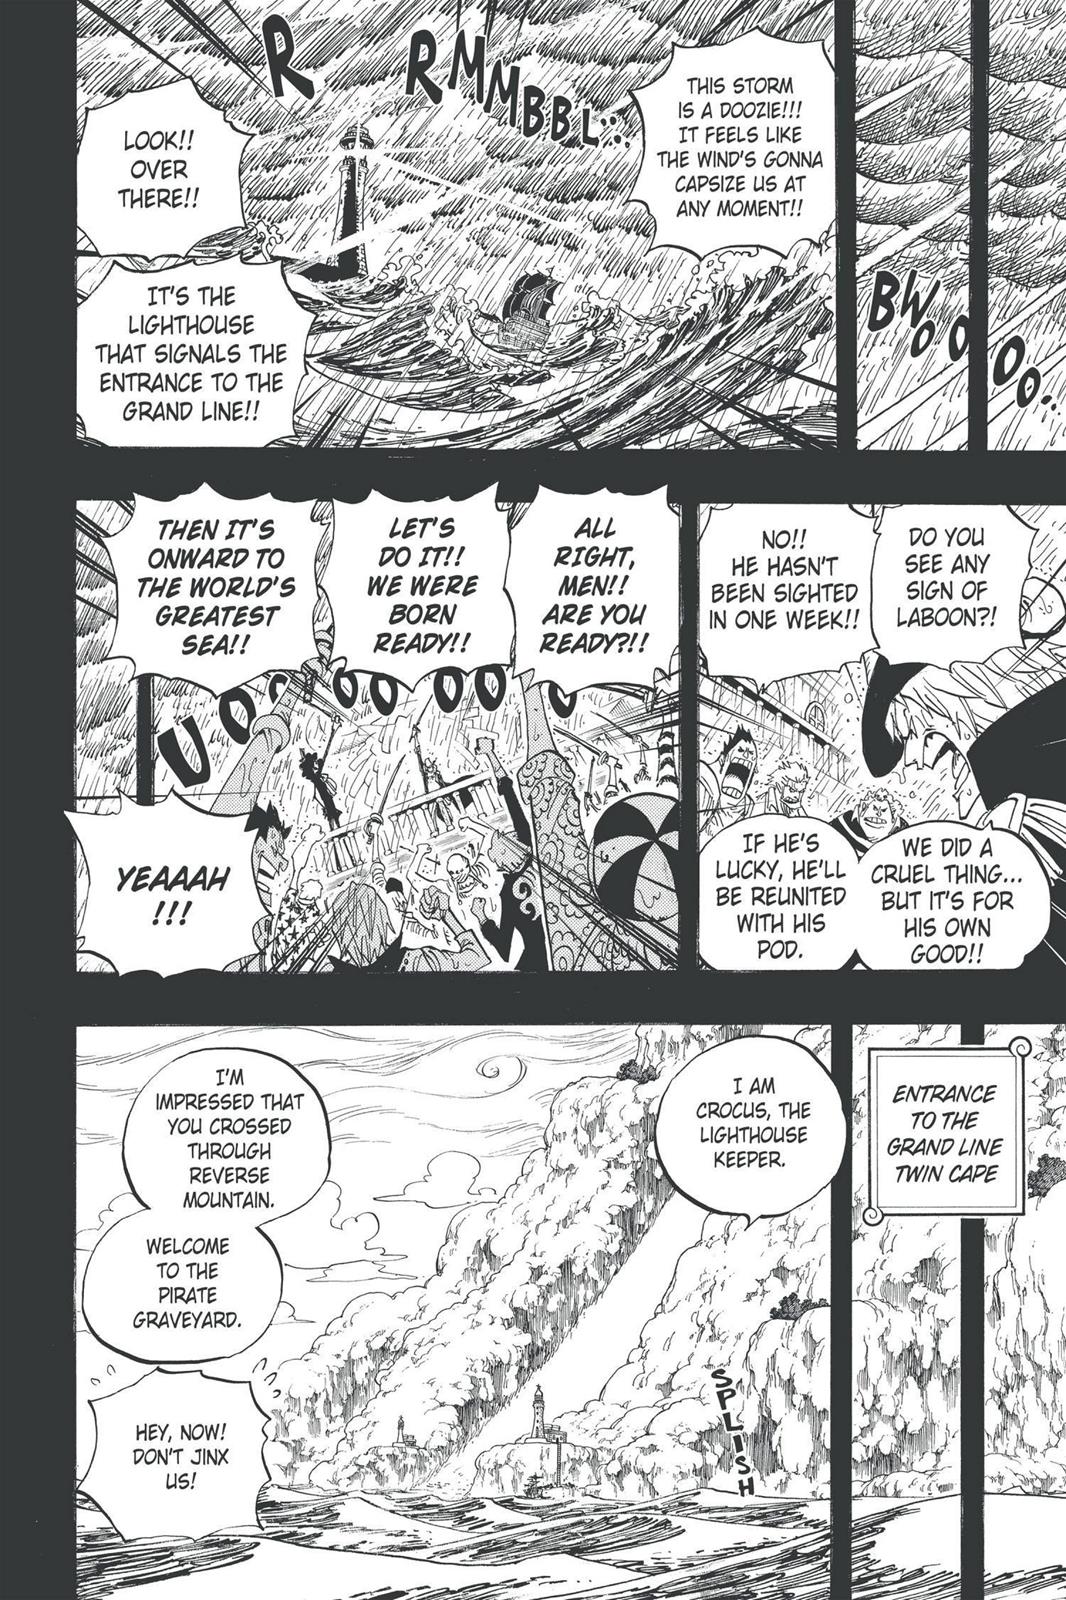 THIS STORM
IS A DOOZIE!!!
IT FEELS LIKE
THE WIND'S GONNA
CAPSIZE US AT
ANY MOMENT!!
R RMMMBBL...
LOOK!!
OVER
THERE!!
IT'S THE
LIGHTHOUSE
THAT SIGNALS THE
ENTRANCE TO THE
GRAND LINE!!
BWOOOOO...
DO YOU
SEE ANY
SIGN OF
LABOON?!
NO!!
HE HASN'T
BEEN SIGHTED
IN ONE WEEK!!
WE DID A
CRUEL THING...
BUT IT'S FOR
HIS OWN
GOOD!!
IF HE'S
LUCKY, HE'LL
BE REUNITED
WITH HIS
POD.
ALL
RIGHT,
MEN!!
ARE YOU
READY?!!
LET'S
DO IT!!
WE WERE
BORN
READY!!
THEN IT'S
ONWARD TO
THE WORLD'S
GREATEST
SEA!!
UOOOOOOOO
YEAAAH
!!!
ENTRANCE
TO THE
GRAND LINE
TWIN CAPE
I AM
CROCUS, THE
LIGHTHOUSE
KEEPER.
SPLISH
I'M
IMPRESSED THAT
YOU CROSSED
THROUGH
REVERSE
MOUNTAIN.
WELCOME
TO THE
PIRATE
GRAVEYARD.
HEY, NOW!
DON'T JINX
US!